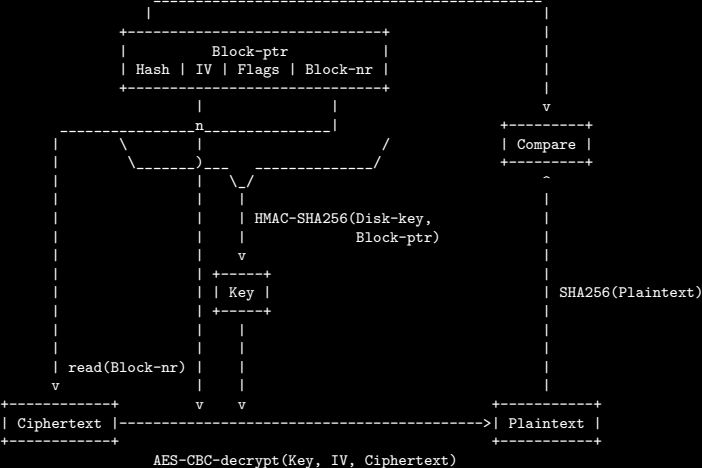 Block-ptr
Hash | IV | Flags | Block-nr
Compare
HMAC-SHA256(Disk-key,
Block-ptr)
Key
SHA256(Plaintext)
read(Block-nr)
Ciphertext
Plaintext
AES-CBC-decrypt(Key, IV, Ciphertext)